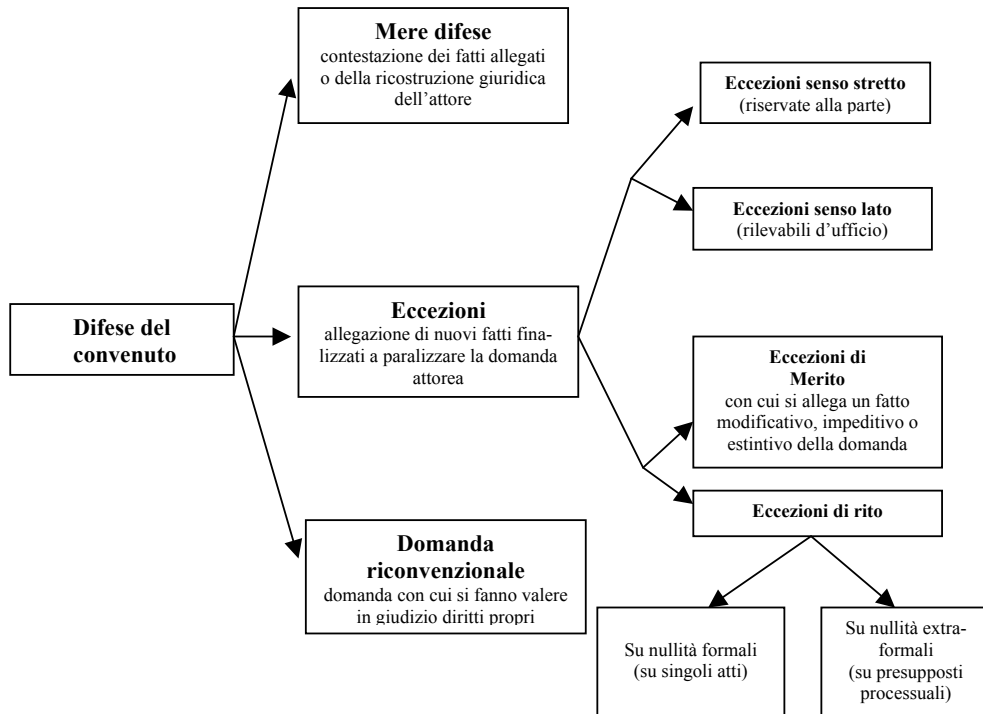 Mere difese
contestazione dei fatti allegati
o della ricostruzione giuridica
dell'attore
Eccezioni senso stretto
(riservate alla parte)
Eccezioni senso lato
(rilevabili d'ufficio)
Difese del
convenuto
Eccezioni
allegazione di nuovi fatti fina-
lizzati a paralizzare la domanda
attorea
Eccezioni di
Merito
con cui si allega un fatto
modificativo, impeditivo o
estintivo della domanda
Eccezioni di rito
Domanda
riconvenzionale
domanda con cui si fanno valere
in giudizio diritti propri
Su nullità formali
(su singoli atti)
Su nullità extra-
formali
(su presupposti
processuali)